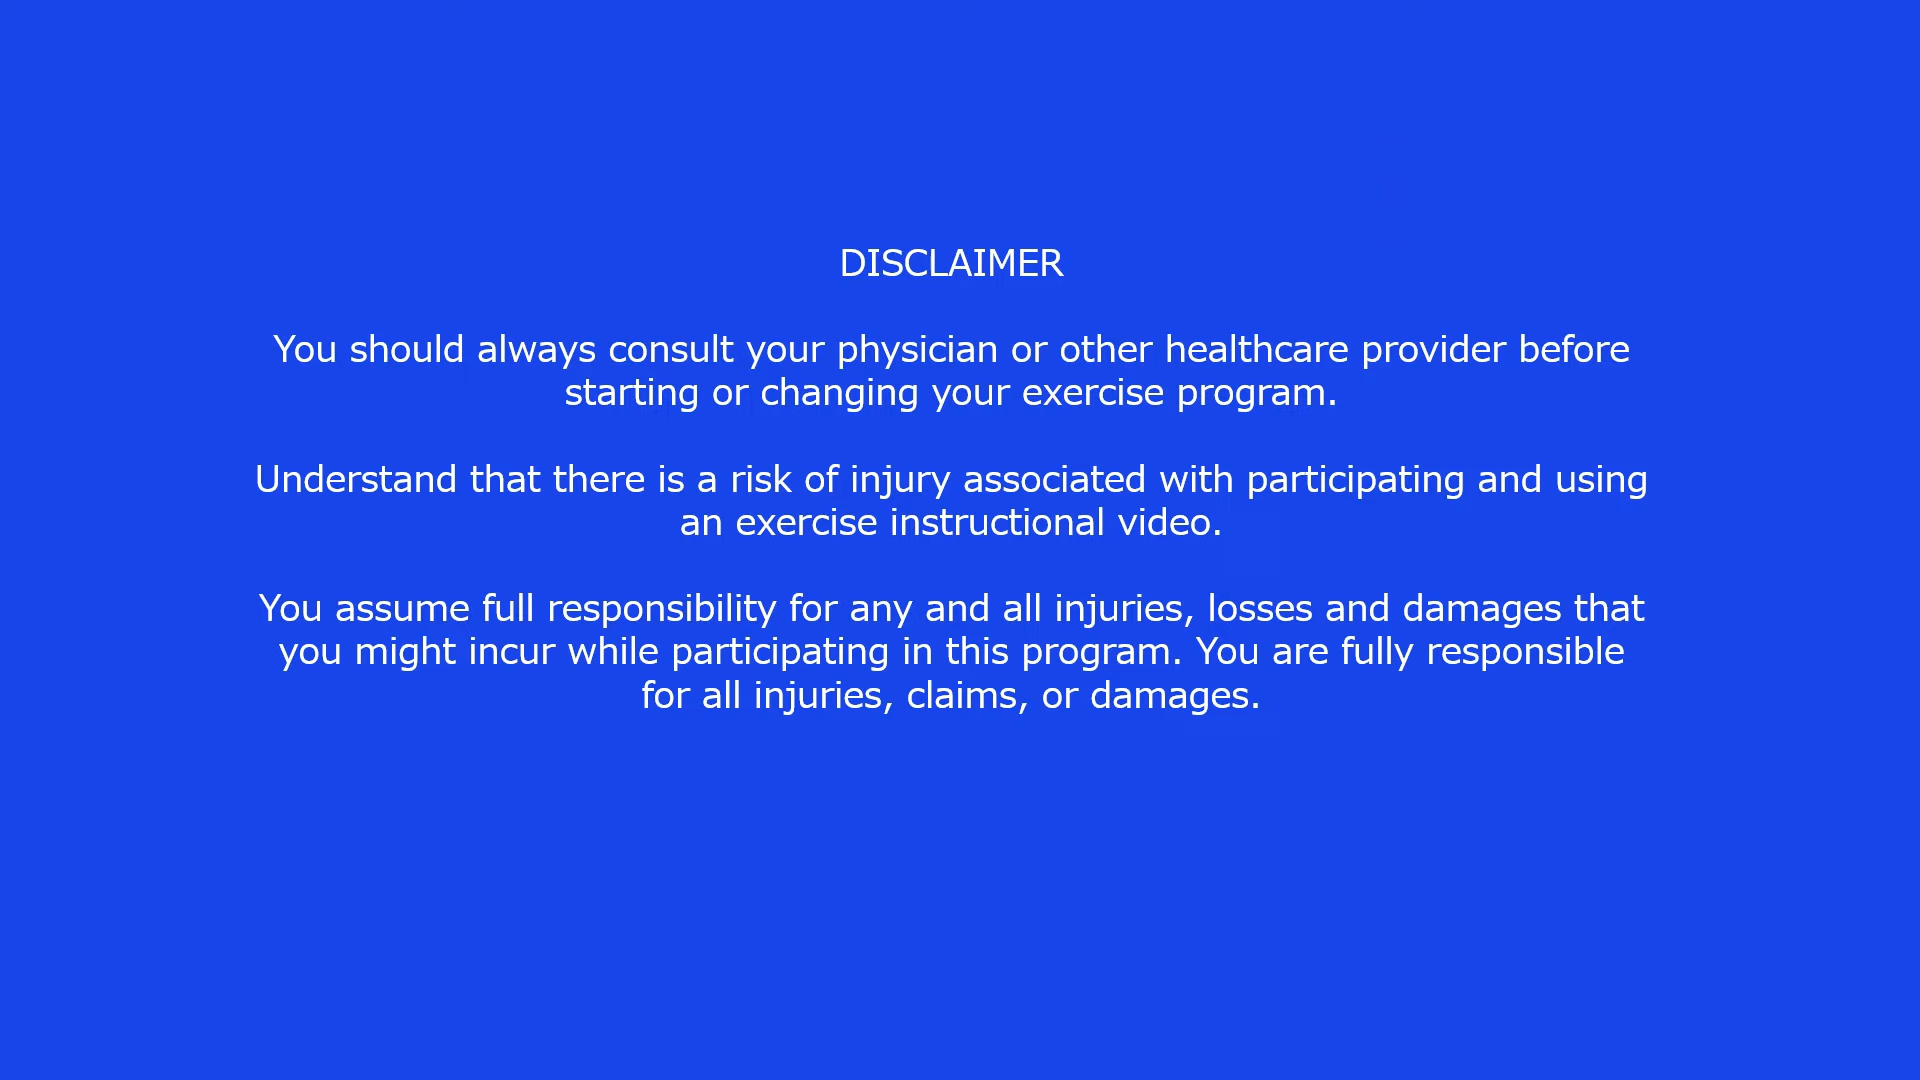 DISCLAIMER
You should always consult your physician or other healthcare provider before
starting or changing your exercise program.
Understand that there is a risk of injury associated with participating and using
an exercise instructional video.
You assume full responsibility for any and all injuries, losses and damages that
you might incur while participating in this program. You are fully responsible
for all injuries, claims, or damages.